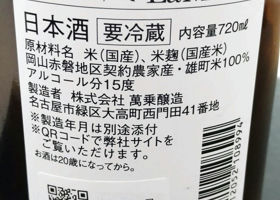 日本酒 要冷蔵 内容量720㎖
原材料名 米(国産)、米麹(国産米)
岡山赤磐地区契約農家産・雄町米100%
アルコール分15度
製造者 株式会社 萬乗醸造
名古屋市緑区大高町西門田41番地
※製造年月は別途添付
※QRコードで弊社サイトを
ご覧いただけます。
お酒は20歳になってから。